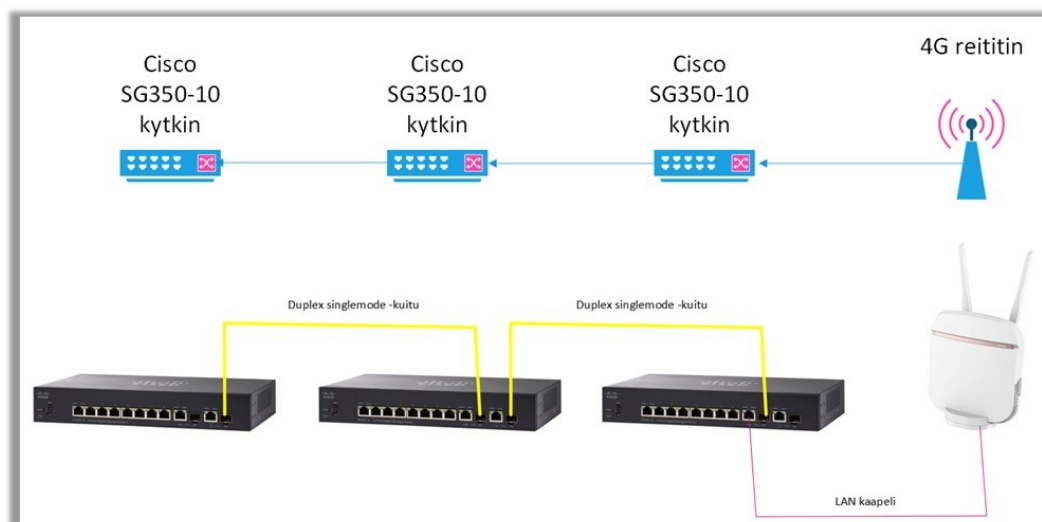 4G reititin
Cisco
SG350-10
kytkin
Cisco
SG350-10
kytkin
Cisco
SG350-10
kytkin
Duplex singlemode -kuitu
Duplex singlemode -kuitu
LAN kaapeli